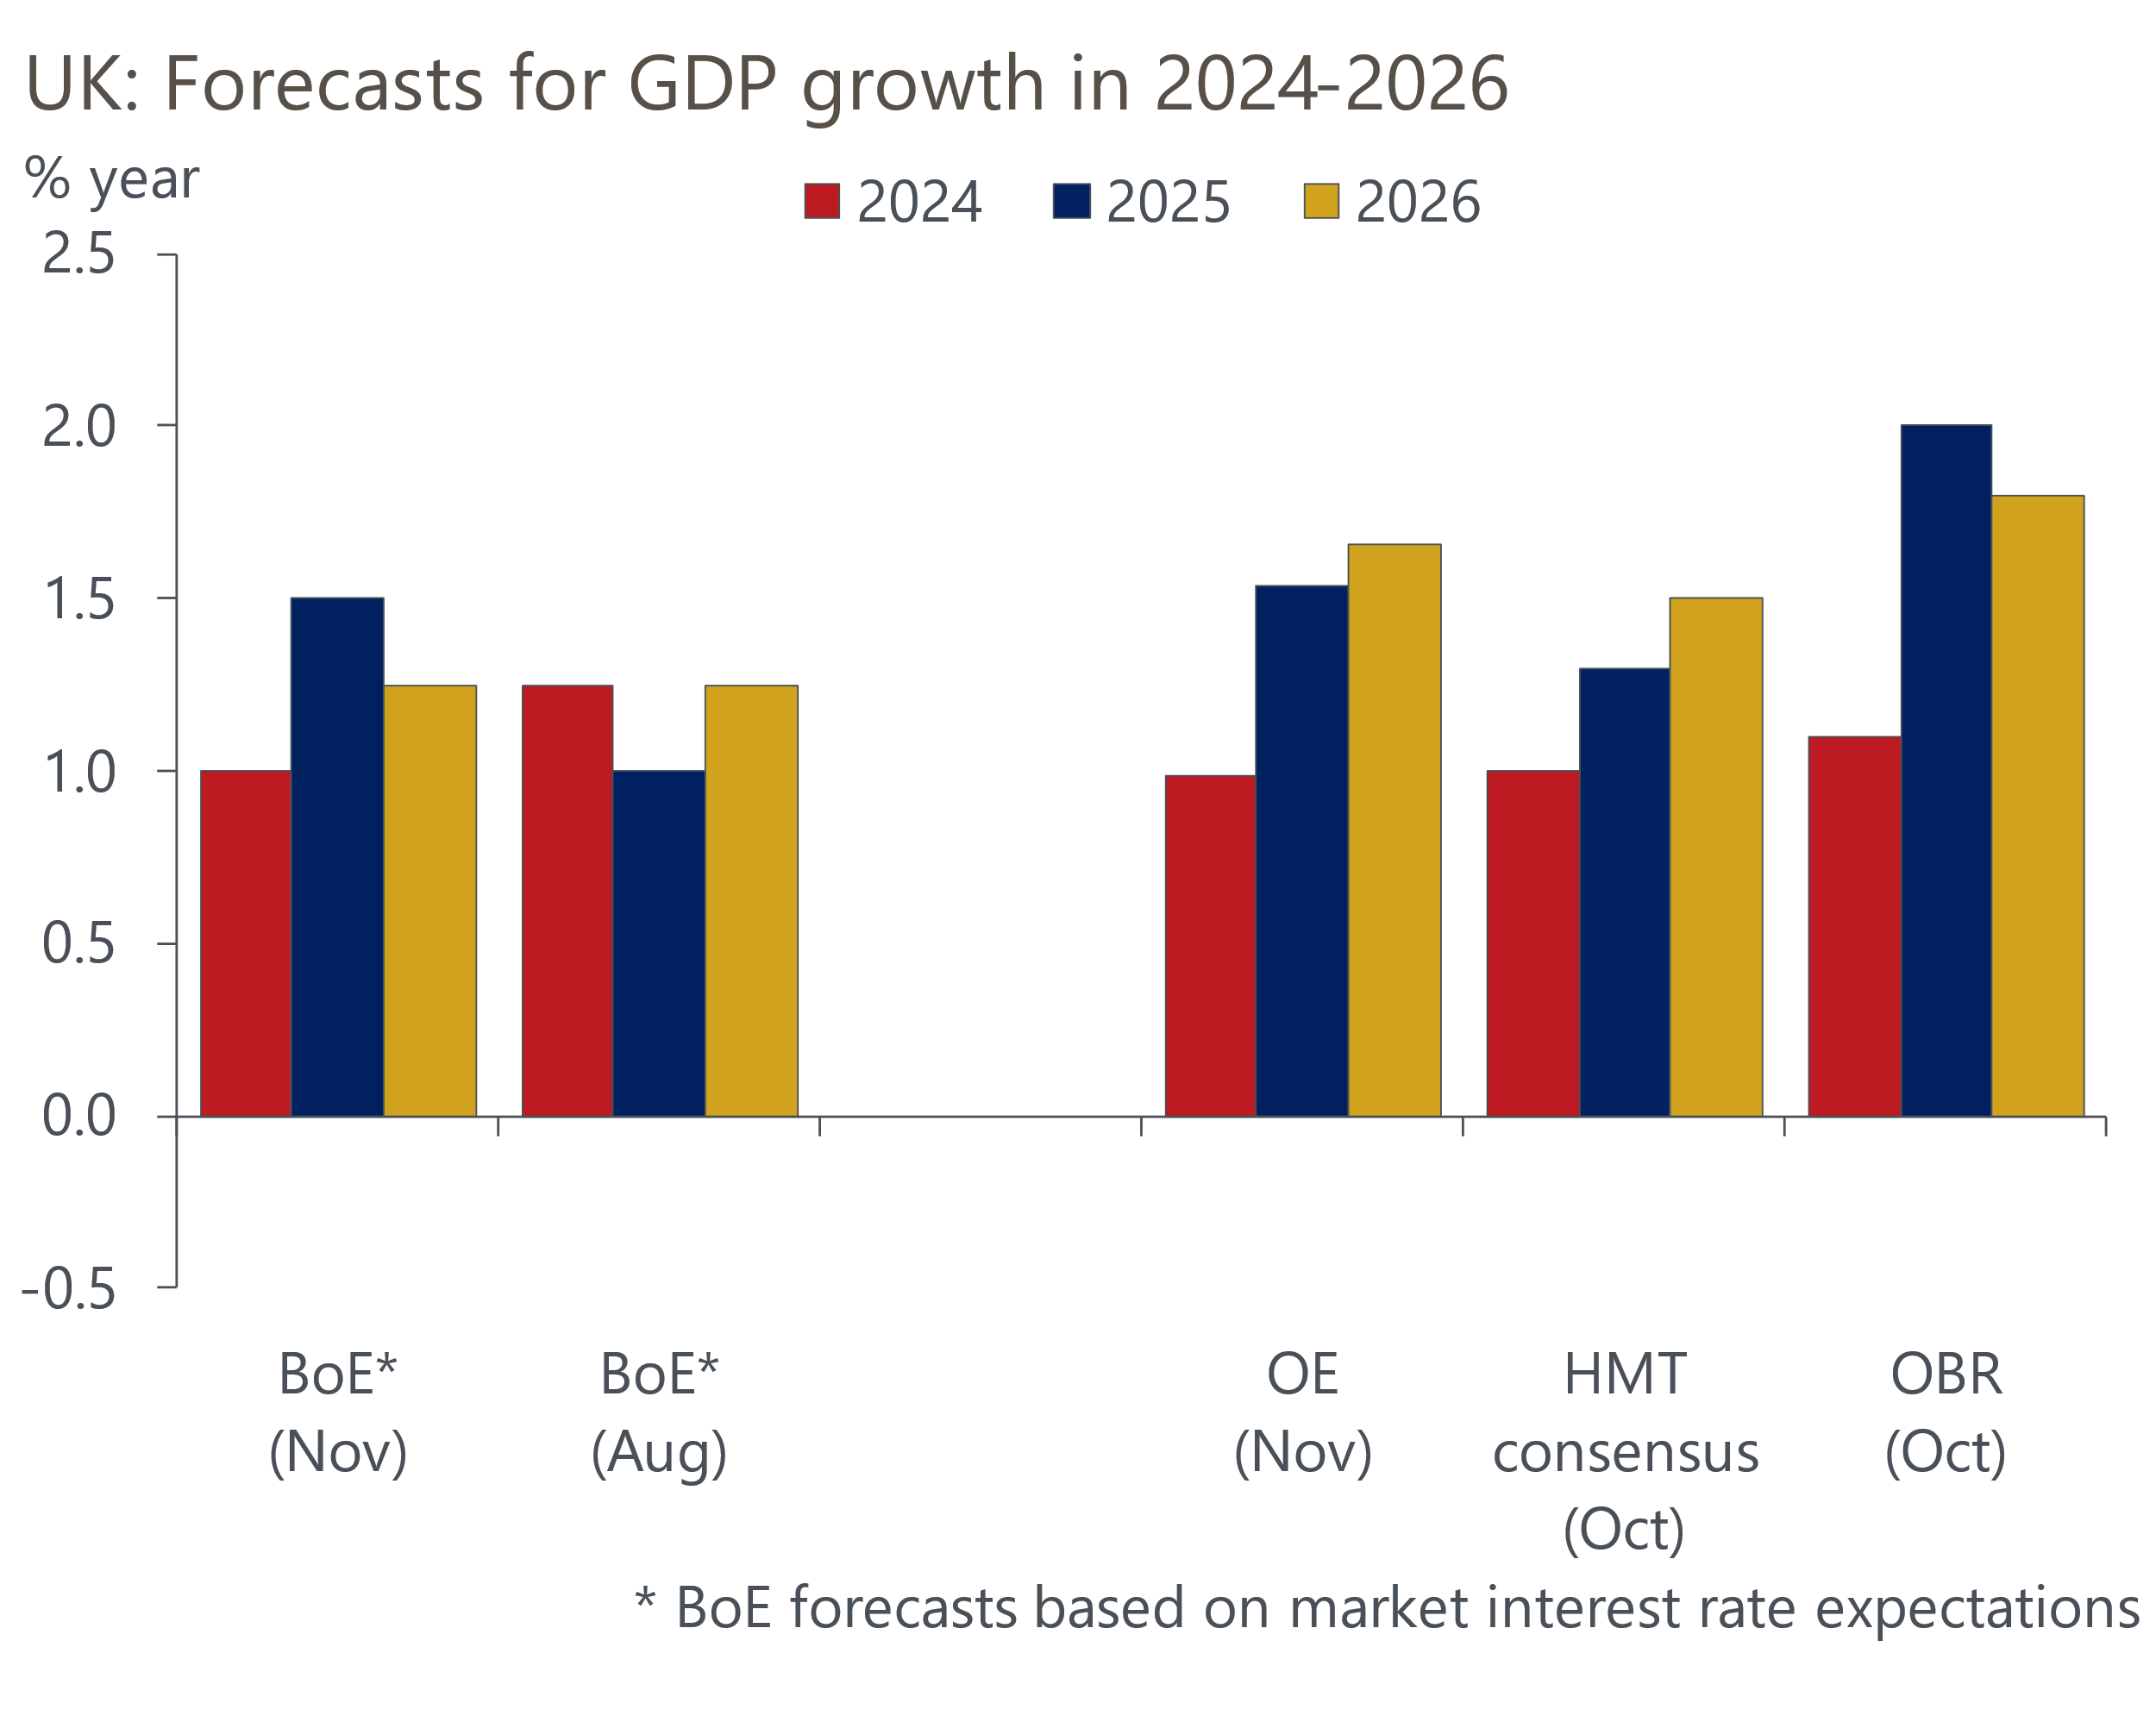 UK: Forecasts for GDP growth in 2024-2026
% year
2024 2025 2026
2.5
2.0
1.5
1.0
0.5
0.0
-0.5
BoE* BoE* OE HMT OBR
(Nov) (Aug) (Nov) consensus (Oct)
(Oct)
* BoE forecasts based on market interest rate expectations